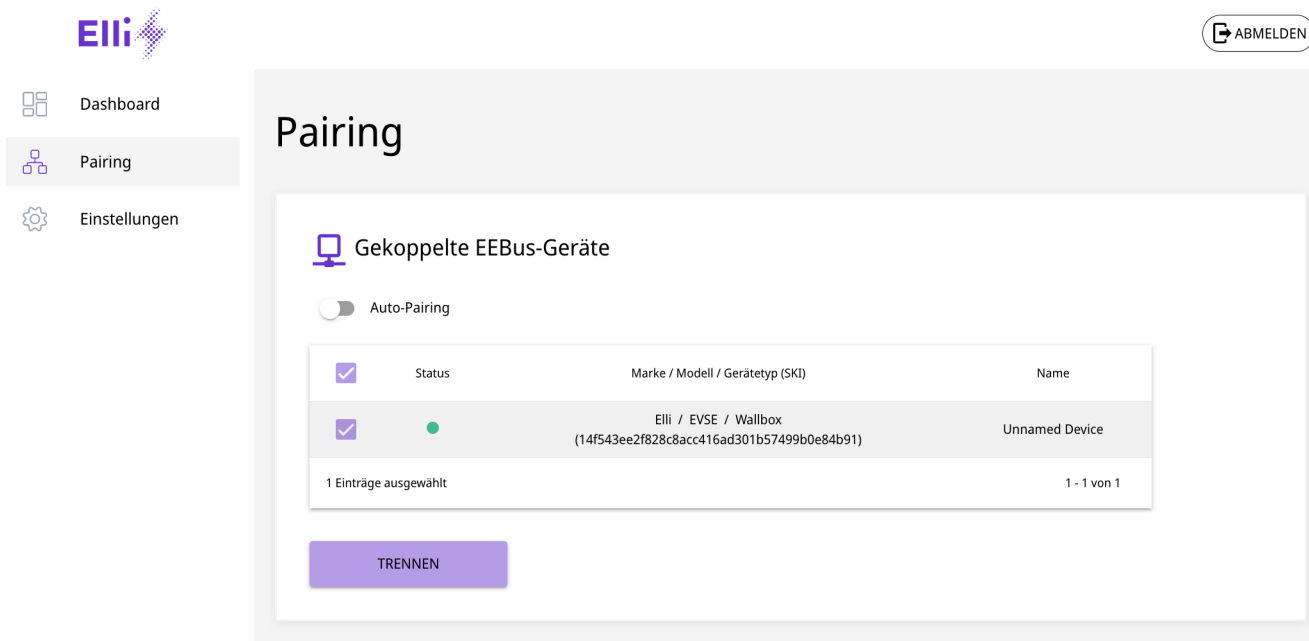 Elli
ABMELDEN
Dashboard
Pairing
Einstellungen
Pairing
Gekoppelte EEBus-Geräte
Auto-Pairing
Status Marke / Modell / Gerätetyp (SKI) Name
Elli / EVSE / Wallbox
(14f543ee2f828c8acc416ad301b57499b0e84b91) Unnamed Device
1 Einträge ausgewählt 1 - 1 von 1
TRENNEN